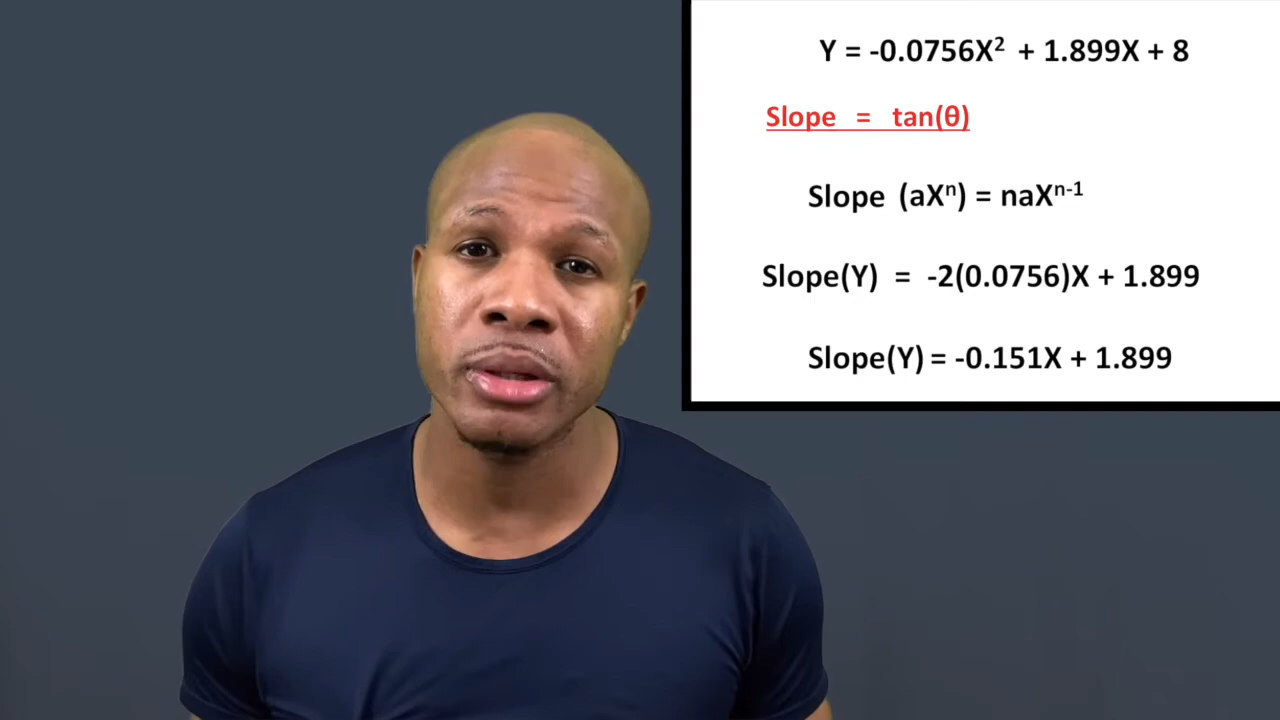 Y = -0.0756X² + 1.899X + 8
Slope = tan(θ)
Slope (aXⁿ) = naXⁿ⁻¹
Slope(Y) = -2(0.0756)X + 1.899
Slope(Y) = -0.151X + 1.899